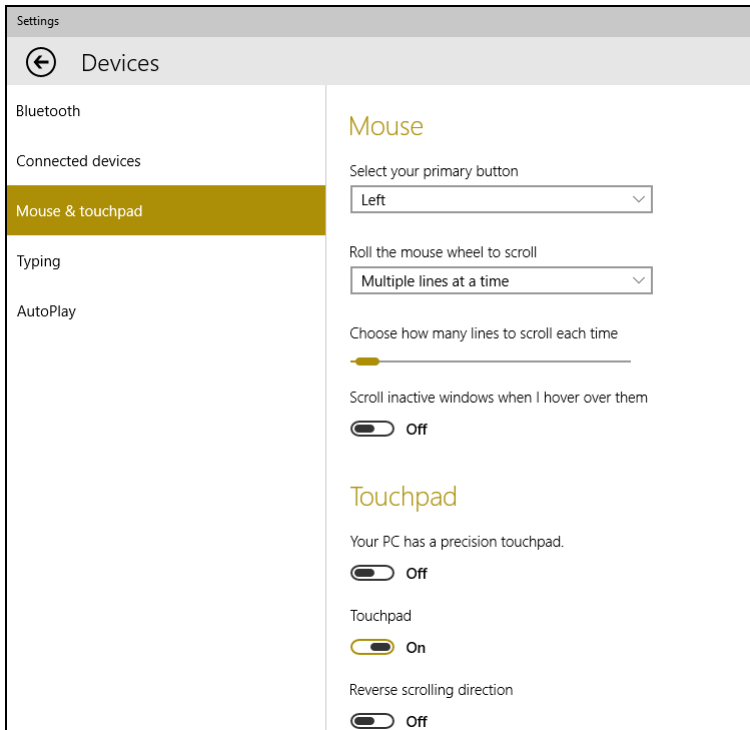 Settings
Devices
Bluetooth
Connected devices
Mouse & touchpad
Typing
AutoPlay
Mouse
Select your primary button
Left
Roll the mouse wheel to scroll
Multiple lines at a time
Choose how many lines to scroll each time
Scroll inactive windows when I hover over them
Off
Touchpad
Your PC has a precision touchpad.
Off
Touchpad
On
Reverse scrolling direction
Off